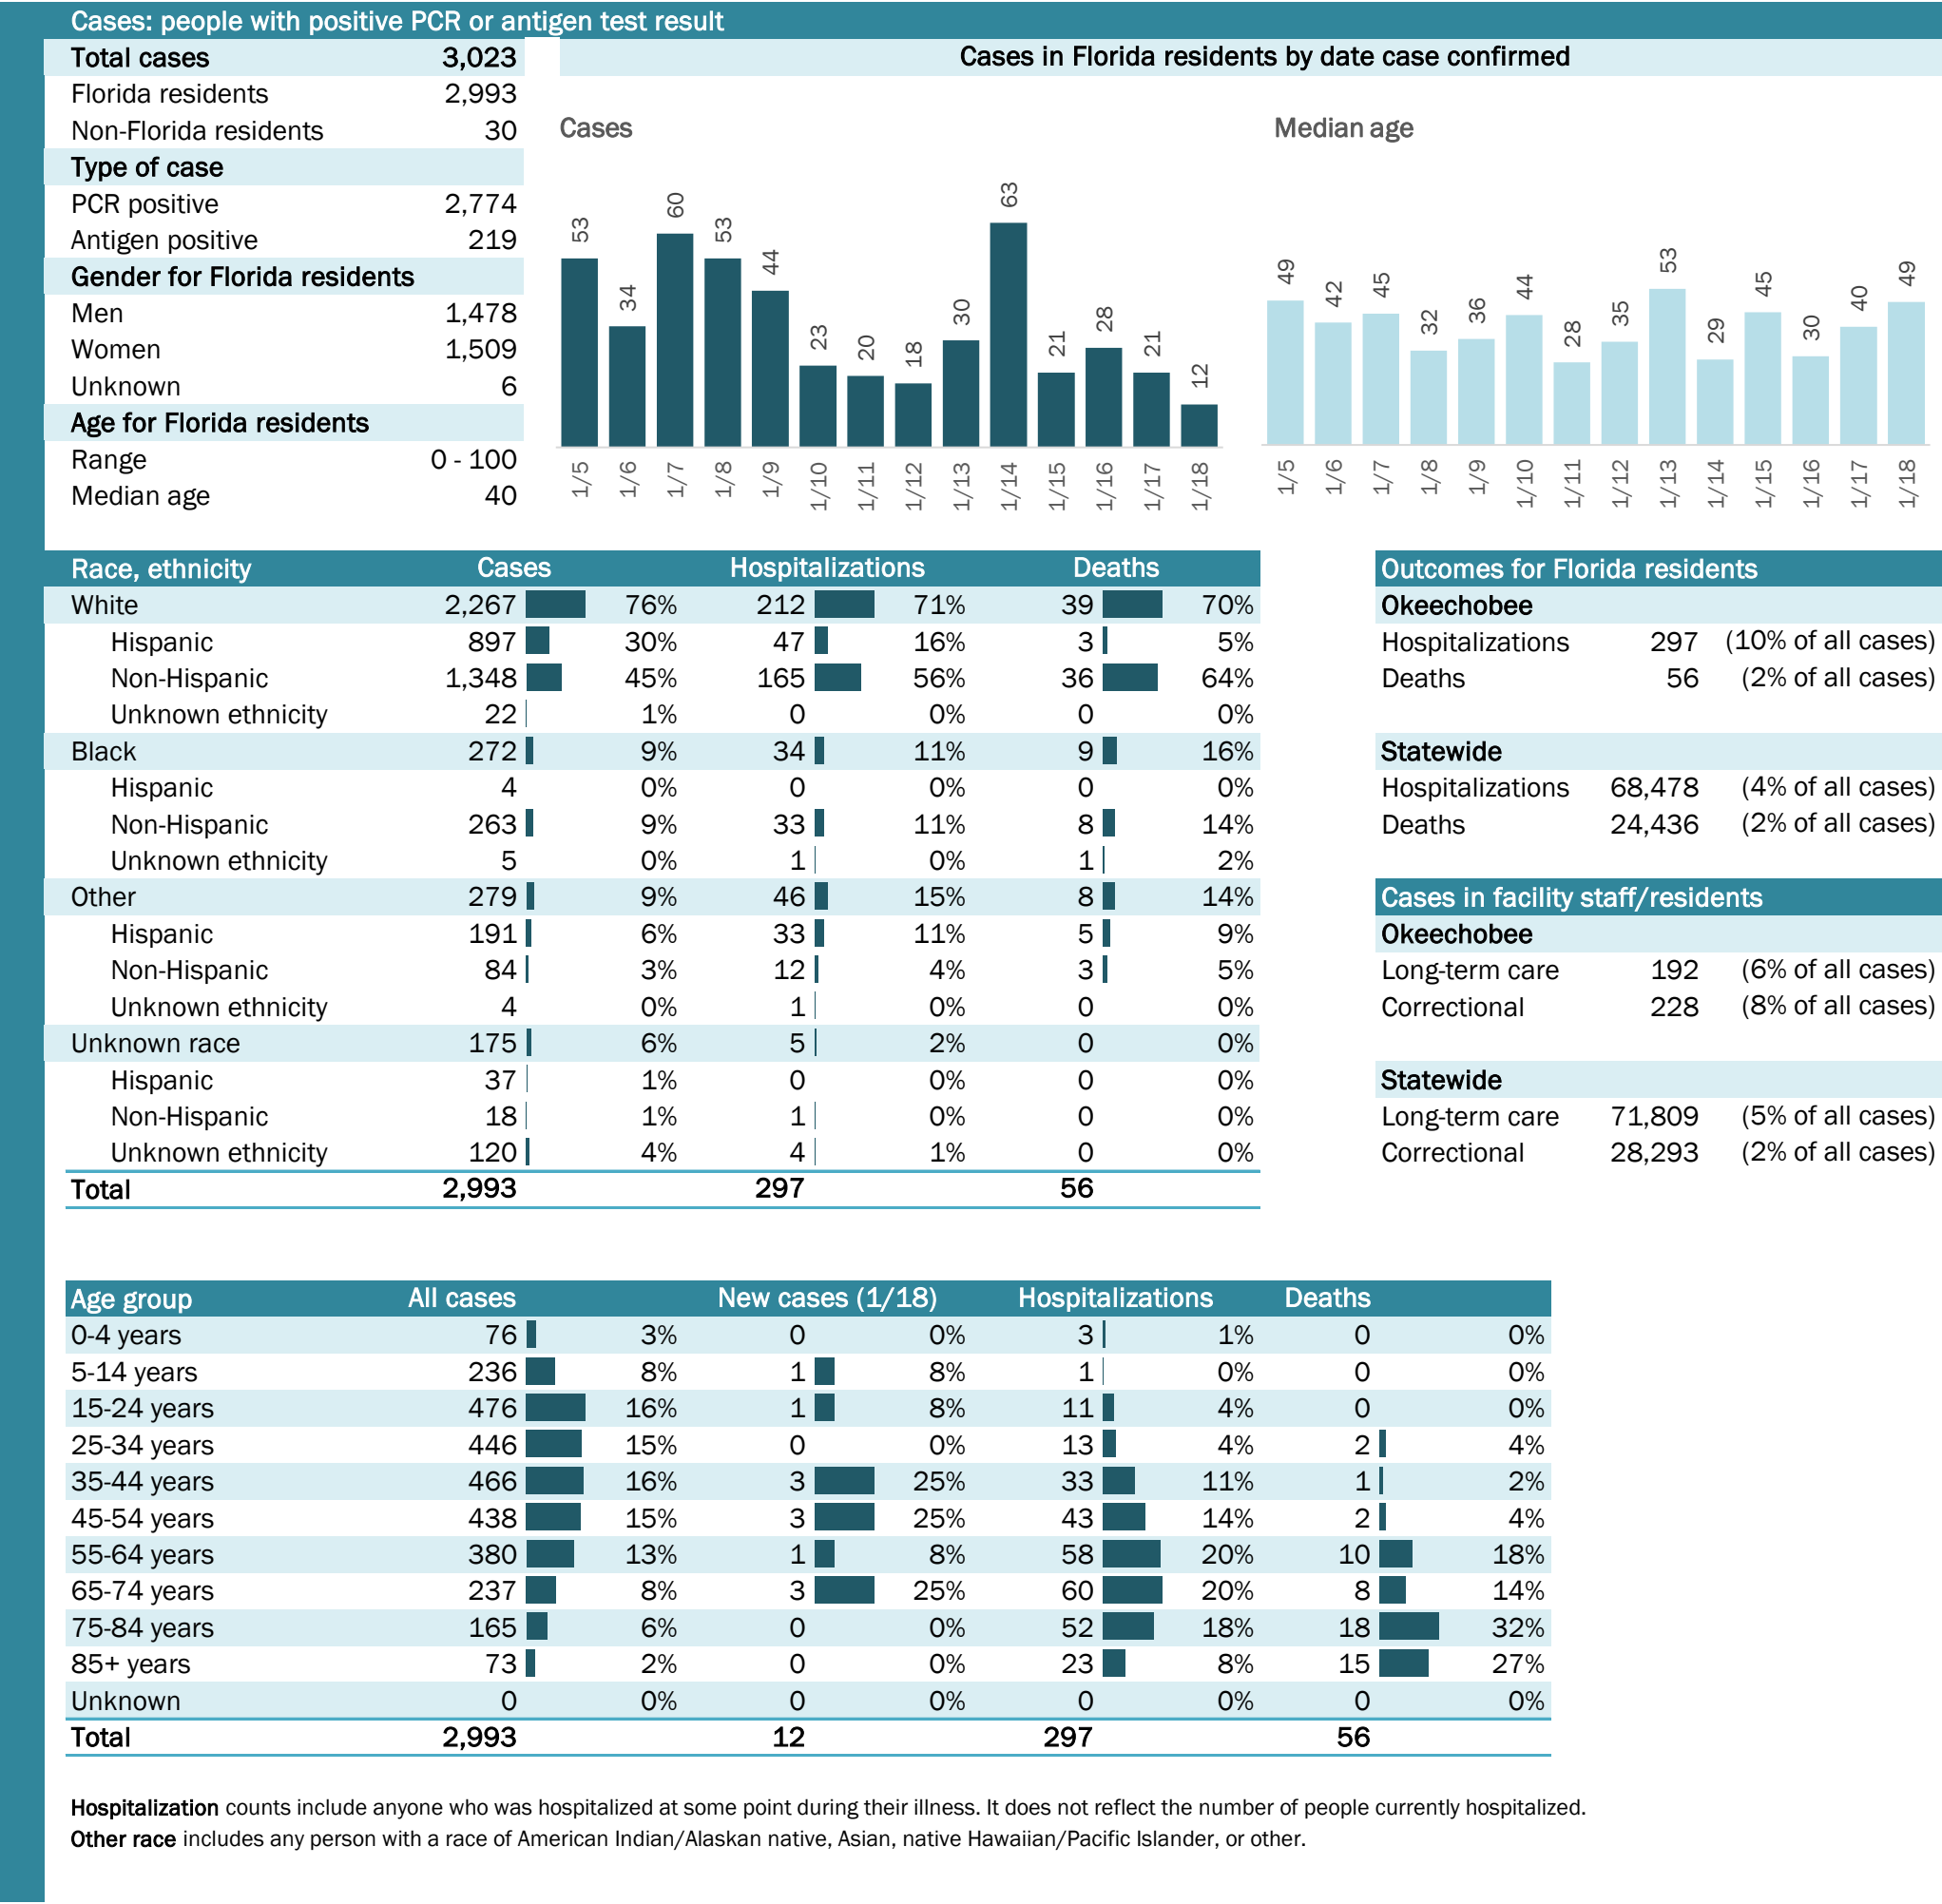 Cases: people with positive PCR or antigen test result
Total cases 3,023
Florida residents 2,993
Non-Florida residents 30
Type of case
PCR positive 2,774
Antigen positive 219
Gender for Florida residents
Men 1,478
Women 1,509
Unknown 6
Age for Florida residents
Range 0 - 100
Median age 40
Cases in Florida residents by date case confirmed
Cases
53 34 60 53 44 23 20 18 30 63 21 28 21 12
1/5 1/6 1/7 1/8 1/9 1/10 1/11 1/12 1/13 1/14 1/15 1/16 1/17 1/18
Median age
49 42 45 32 36 44 28 35 53 29 45 30 40 49
1/5 1/6 1/7 1/8 1/9 1/10 1/11 1/12 1/13 1/14 1/15 1/16 1/17 1/18
Race, ethnicity Cases Hospitalizations Deaths
White 2,267 76% 212 71% 39 70%
Hispanic 897 30% 47 16% 3 5%
Non-Hispanic 1,348 45% 165 56% 36 64%
Unknown ethnicity 22 1% 0 0% 0 0%
Black 272 9% 34 11% 9 16%
Hispanic 4 0% 0 0% 0 0%
Non-Hispanic 263 9% 33 11% 8 14%
Unknown ethnicity 5 0% 1 0% 1 2%
Other 279 9% 46 15% 8 14%
Hispanic 191 6% 33 11% 5 9%
Non-Hispanic 84 3% 12 4% 3 5%
Unknown ethnicity 4 0% 1 0% 0 0%
Unknown race 175 6% 5 2% 0 0%
Hispanic 37 1% 0 0% 0 0%
Non-Hispanic 18 1% 1 0% 0 0%
Unknown ethnicity 120 4% 4 1% 0 0%
Total 2,993 297 56
Outcomes for Florida residents
Okeechobee
Hospitalizations 297 (10% of all cases)
Deaths 56 (2% of all cases)
Statewide
Hospitalizations 68,478 (4% of all cases)
Deaths 24,436 (2% of all cases)
Cases in facility staff/residents
Okeechobee
Long-term care 192 (6% of all cases)
Correctional 228 (8% of all cases)
Statewide
Long-term care 71,809 (5% of all cases)
Correctional 28,293 (2% of all cases)
Age group All cases New cases (1/18) Hospitalizations Deaths
0-4 years 76 3% 0 0% 3 1% 0 0%
5-14 years 236 8% 1 8% 1 0% 0 0%
15-24 years 476 16% 1 8% 11 4% 0 0%
25-34 years 446 15% 0 0% 13 4% 2 4%
35-44 years 466 16% 3 25% 33 11% 1 2%
45-54 years 438 15% 3 25% 43 14% 2 4%
55-64 years 380 13% 1 8% 58 20% 10 18%
65-74 years 237 8% 3 25% 60 20% 8 14%
75-84 years 165 6% 0 0% 52 18% 18 32%
85+ years 73 2% 0 0% 23 8% 15 27%
Unknown 0 0% 0 0% 0 0% 0 0%
Total 2,993 12 297 56
Hospitalization counts include anyone who was hospitalized at some point during their illness. It does not reflect the number of people currently hospitalized.
Other race includes any person with a race of American Indian/Alaskan native, Asian, native Hawaiian/Pacific Islander, or other.